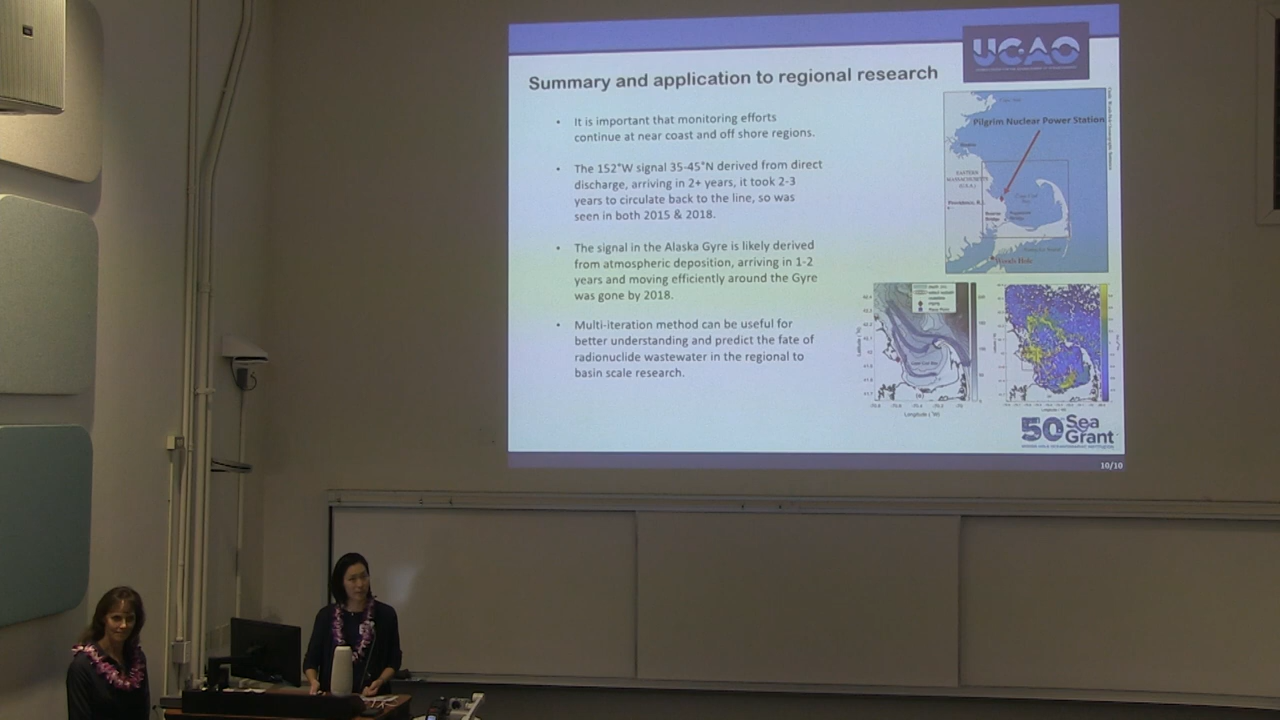 UCAO
Summary and application to regional research
• It is important that monitoring efforts
continue at near coast and off shore regions.
• The 152°W signal 35-45°N derived from direct
discharge, arriving in 2+ years, it took 2-3
years to circulate back to the line, so was
seen in both 2015 & 2018.
• The signal in the Alaska Gyre is likely derived
from atmospheric deposition, arriving in 1-2
years and moving efficiently around the Gyre
was gone by 2018.
• Multi-iteration method can be useful for
better understanding and predict the fate of
radionuclide wastewater in the regional to
basin scale research.
Pilgrim Nuclear Power Station
EASTERN
MASSACHUSETTS
(U.S.A.)
Providence, R.I.
Woods Hole
Longitude (°W)
50 Sea
Grant
10/10